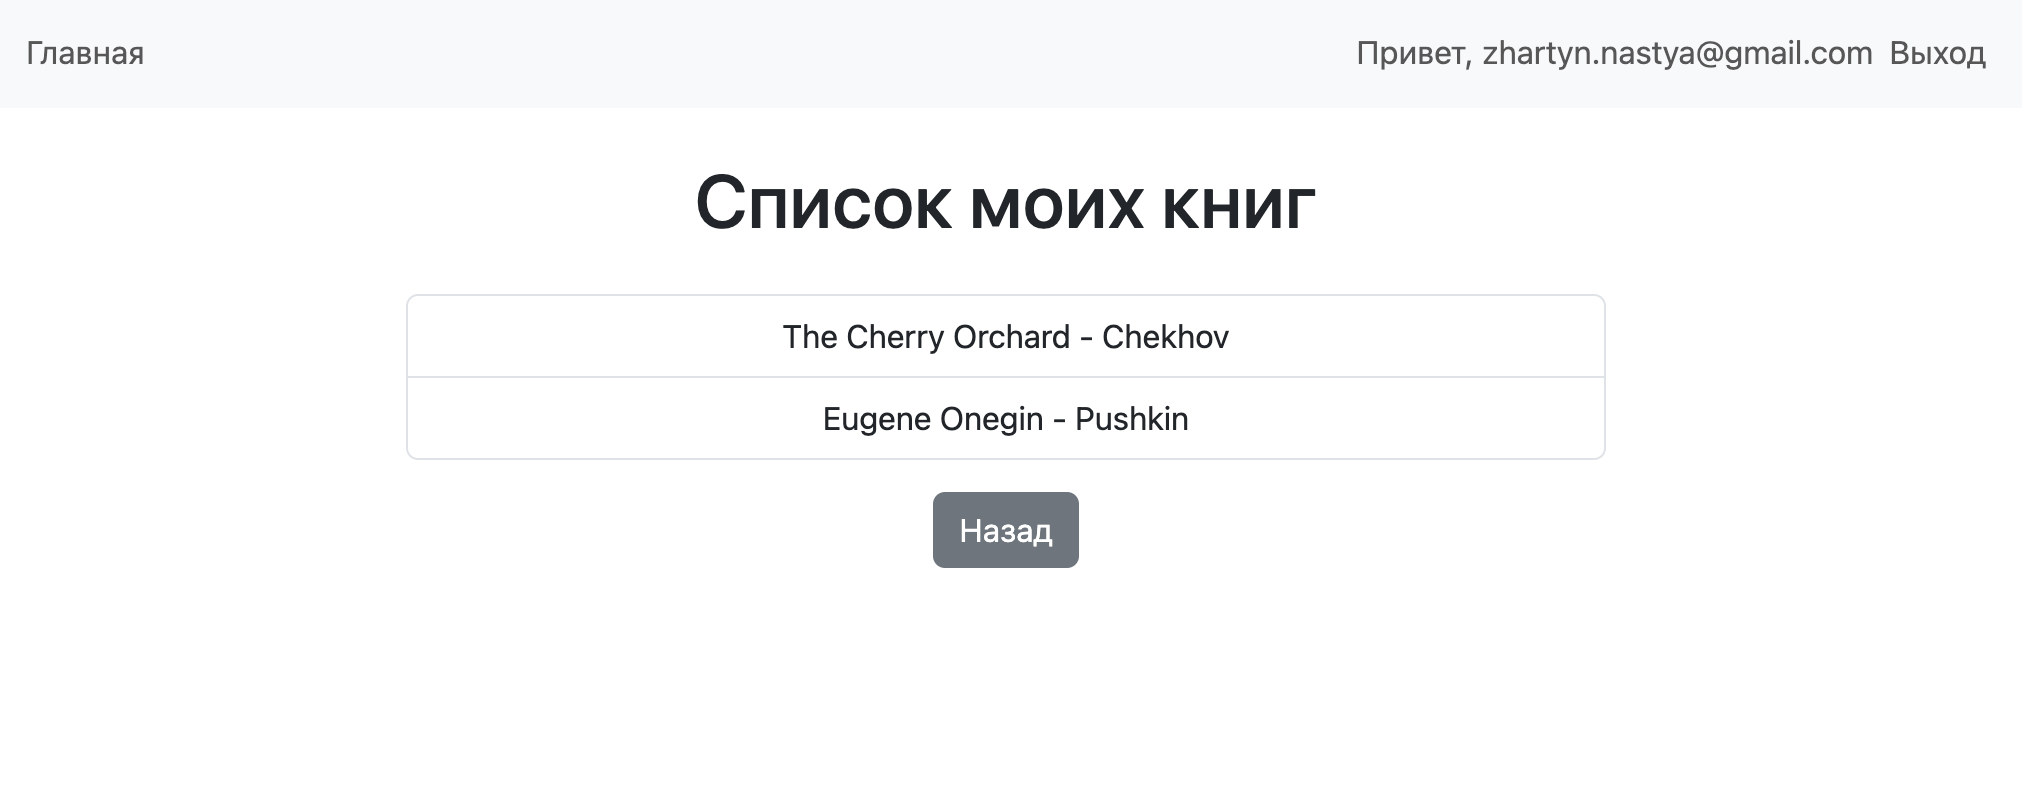 Главная
Привет, zhartyn.nastya@gmail.com Выход
Список моих книг
The Cherry Orchard - Chekhov
Eugene Onegin - Pushkin
Назад